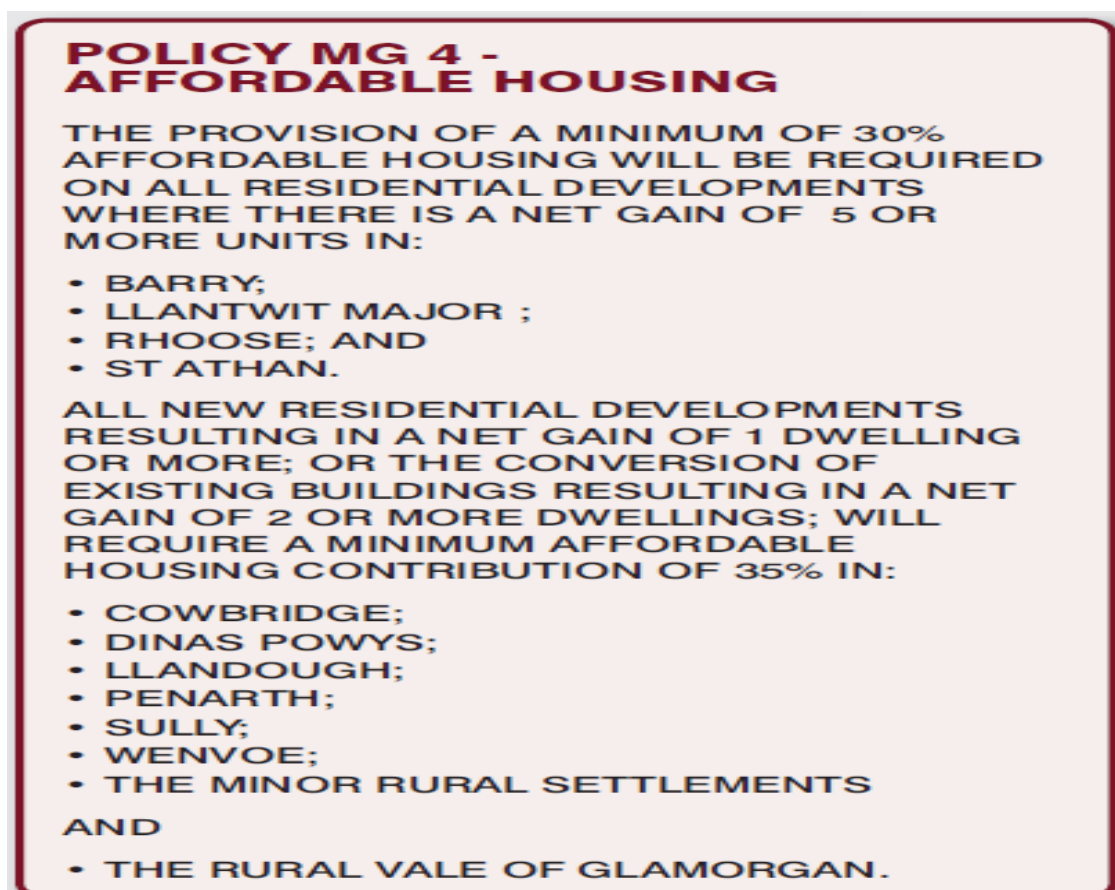 POLICY MG 4 -
AFFORDABLE HOUSING
THE PROVISION OF A MINIMUM OF 30%
AFFORDABLE HOUSING WILL BE REQUIRED
ON ALL RESIDENTIAL DEVELOPMENTS
WHERE THERE IS A NET GAIN OF 5 OR
MORE UNITS IN:
• BARRY;
• LLANTWIT MAJOR ;
• RHOOSE; AND
• ST ATHAN.
ALL NEW RESIDENTIAL DEVELOPMENTS
RESULTING IN A NET GAIN OF 1 DWELLING
OR MORE; OR THE CONVERSION OF
EXISTING BUILDINGS RESULTING IN A NET
GAIN OF 2 OR MORE DWELLINGS; WILL
REQUIRE A MINIMUM AFFORDABLE
HOUSING CONTRIBUTION OF 35% IN:
• COWBRIDGE;
• DINAS POWYS;
• LLANDOUGH;
• PENARTH;
• SULLY;
• WENVOE;
• THE MINOR RURAL SETTLEMENTS
AND
• THE RURAL VALE OF GLAMORGAN.